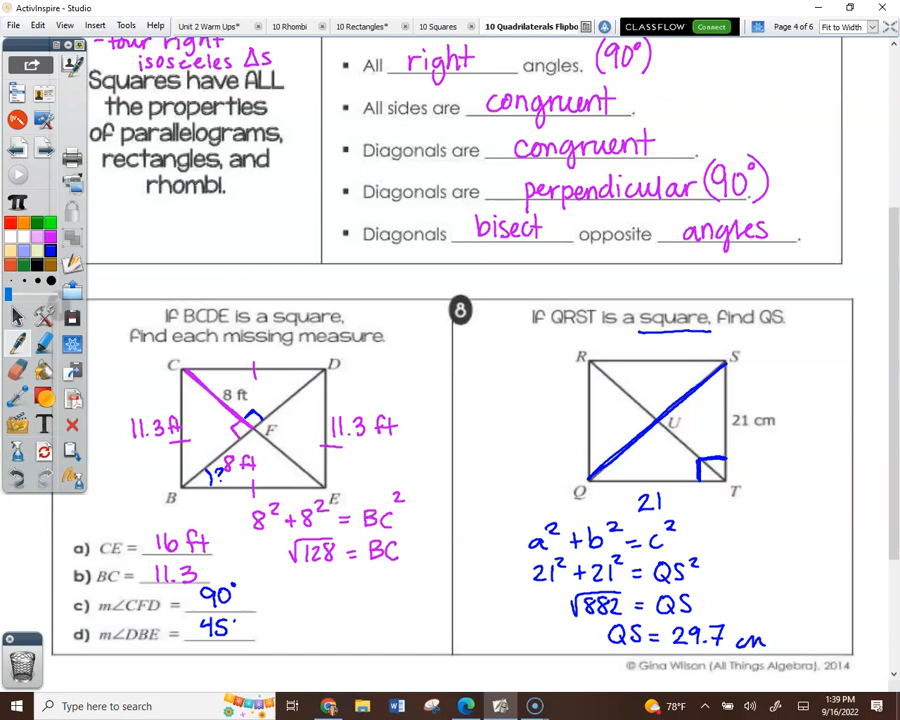 ActivInspire - Studio
File Edit View Insert Tools Help
Unit 2 Warm Ups* 10 Rhombi 10 Rectangles* 10 Squares 10 Quadrilaterals Flipbo
CLASSFLOW
Page 4 of 6
Fit to Width
- four right
isosceles Δs
Squares have ALL
the properties
of parallelograms,
rectangles, and
rhombi.
▪ All right angles. (90°)
▪ All sides are congruent.
▪ Diagonals are congruent.
▪ Diagonals are perpendicular (90°).
▪ Diagonals bisect opposite angles.
If BCDE is a square,
find each missing measure.
C D
8 ft
11.3 ft F 11.3 ft
? 8 ft
B E
8² + 8² = BC²
√128 = BC
a) CE = 16 ft
b) BC = 11.3
c) m∠CFD = 90°
d) m∠DBE = 45°
8
If QRST is a square, find QS.
R S
U 21 cm
Q T
21
a² + b² = c²
21² + 21² = QS²
√882 = QS
QS = 29.7 cm
© Gina Wilson (All Things Algebra), 2014
Type here to search
78°F
1:39 PM
9/16/2022